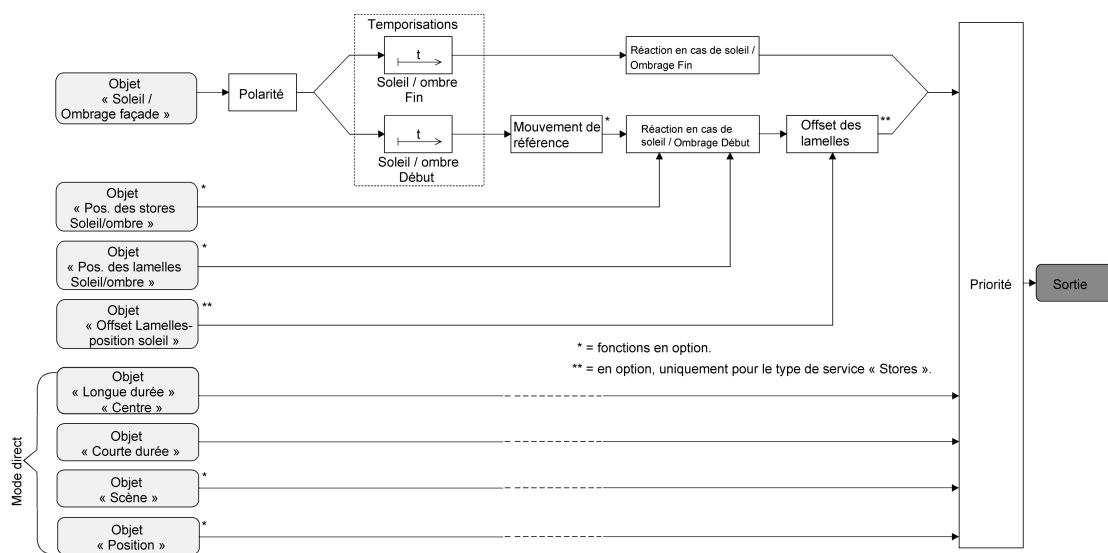 Temporisations
t
Soleil / ombre
Fin
Réaction en cas de soleil /
Ombrage Fin
Objet
« Soleil /
Ombrage façade »
Polarité
t
Soleil / ombre
Début
Mouvement de
référence
*
Réaction en cas de
soleil / Ombrage Début
Offset des
lamelles
**
Objet
« Pos. des stores
Soleil/ombre »
*
Objet
« Pos. des lamelles
Soleil/ombre »
*
Objet
« Offset Lamelles-
position soleil »
**
Priorité
Sortie
* = fonctions en option.
** = en option, uniquement pour le type de service « Stores ».
Mode direct
Objet
« Longue durée »
« Centre »
Objet
« Courte durée »
Objet
« Scène »
*
Objet
« Position »
*